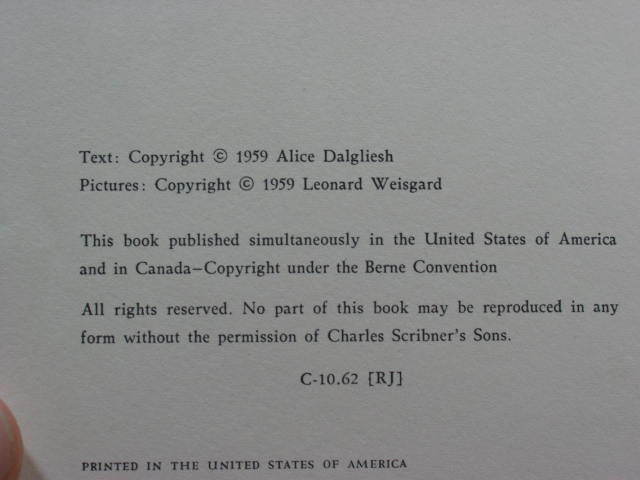 Text: Copyright © 1959 Alice Dalgliesh
Pictures: Copyright © 1959 Leonard Weisgard
This book published simultaneously in the United States of America
and in Canada—Copyright under the Berne Convention
All rights reserved. No part of this book may be reproduced in any
form without the permission of Charles Scribner's Sons.
C-10.62 [RJ]
PRINTED IN THE UNITED STATES OF AMERICA